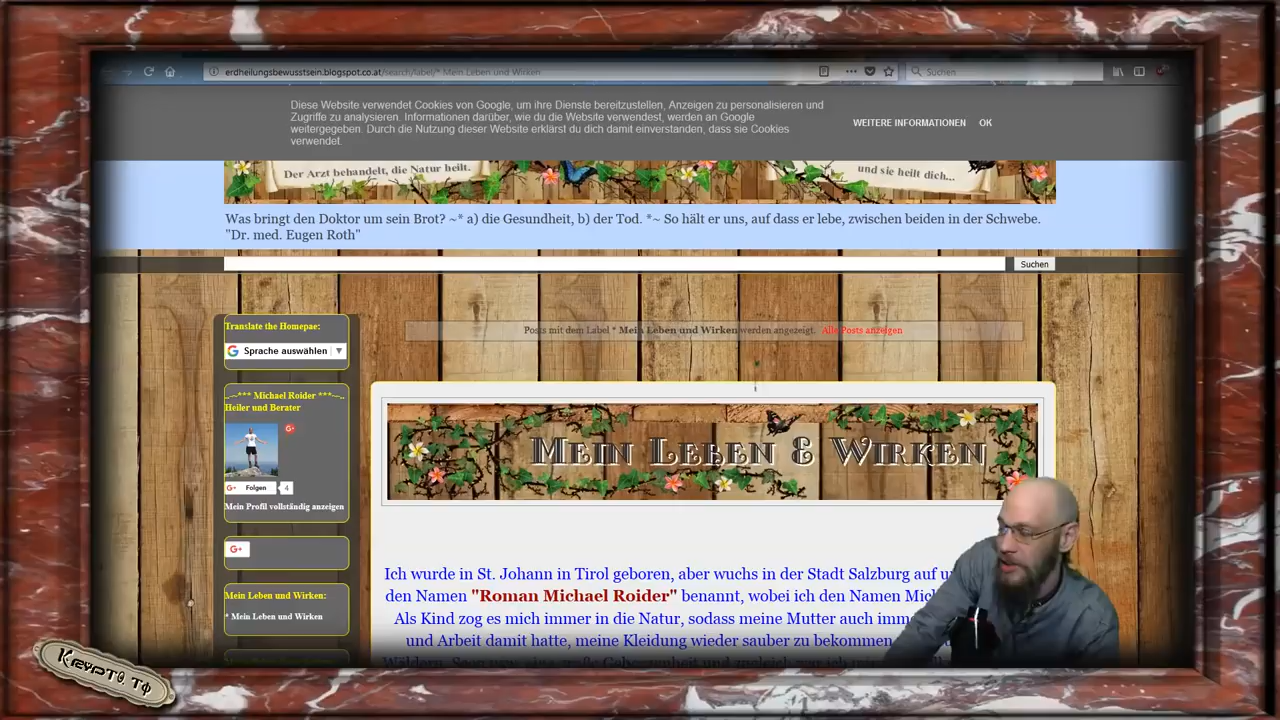 erdheilungsbewusstsein.blogspot.co.at/search/label/* Mein Leben und Wirken
Suchen
Diese Website verwendet Cookies von Google, um ihre Dienste bereitzustellen, Anzeigen zu personalisieren und
Zugriffe zu analysieren. Informationen darüber, wie du die Website verwendest, werden an Google
weitergegeben. Durch die Nutzung dieser Website erklärst du dich damit einverstanden, dass sie Cookies
verwendet.
WEITERE INFORMATIONEN OK
Der Arzt behandelt, die Natur heilt.
und sie heilt dich...
Was bringt den Doktor um sein Brot? ~* a) die Gesundheit, b) der Tod. *~ So hält er uns, auf dass er lebe, zwischen beiden in der Schwebe.
"Dr. med. Eugen Roth"
Suchen
Translate the Homepae:
Sprache auswählen
..~*** Michael Roider ***~..
Heiler und Berater
G+
G+ Folgen 4
Mein Profil vollständig anzeigen
G+
Mein Leben und Wirken:
* Mein Leben und Wirken
Posts mit dem Label * Mein Leben und Wirken werden angezeigt. Alle Posts anzeigen
Mein Leben & Wirken
Ich wurde in St. Johann in Tirol geboren, aber wuchs in der Stadt Salzburg auf
den Namen "Roman Michael Roider" benannt, wobei ich den Namen
Als Kind zog es mich immer in die Natur, sodass meine Mutter auch
und Arbeit damit hatte, meine Kleidung wieder sauber zu bekommen